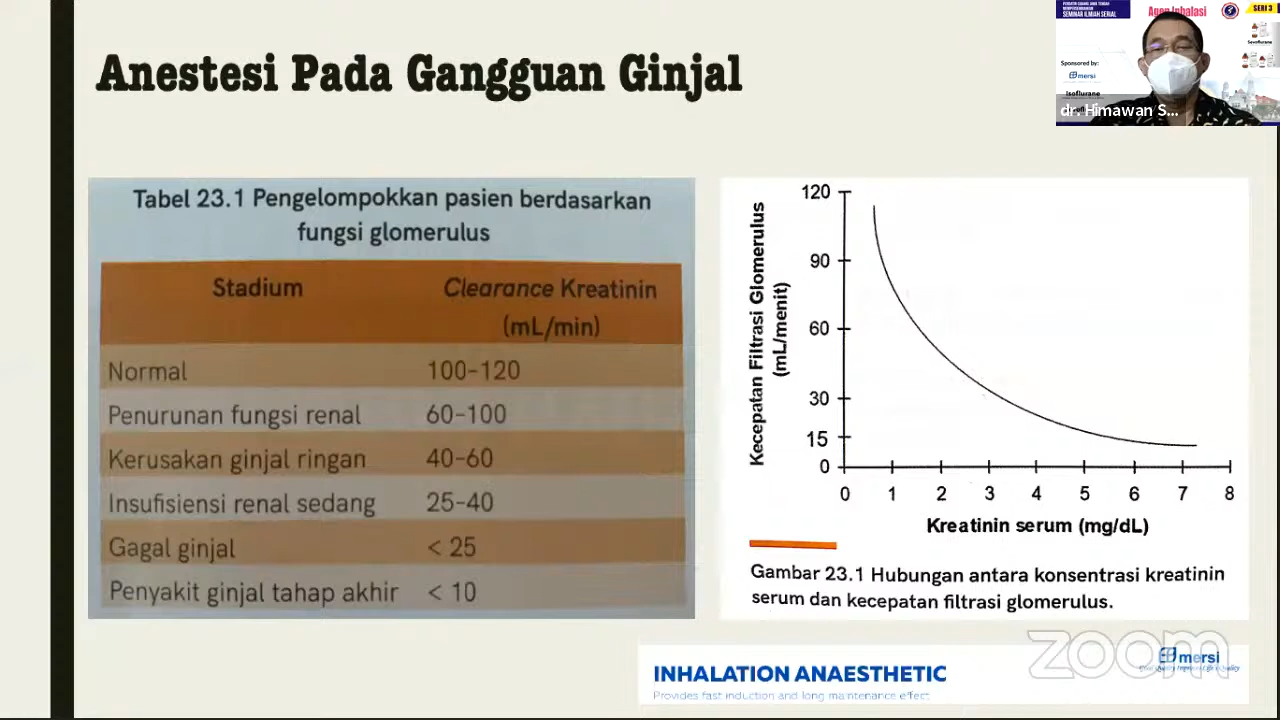 Anestesi Pada Gangguan Ginjal
SEMINAR ILMIAH SERIAL
Agen Inhalasi
SERI 3
Sevoflurane
Sponsored by:
mersi
Isoflurane
dr. Himawan S...
Tabel 23.1 Pengelompokkan pasien berdasarkan
fungsi glomerulus
Stadium Clearance Kreatinin
(mL/min)
Normal 100-120
Penurunan fungsi renal 60-100
Kerusakan ginjal ringan 40-60
Insufisiensi renal sedang 25-40
Gagal ginjal < 25
Penyakit ginjal tahap akhir < 10
Kecepatan Filtrasi Glomerulus
(mL/menit)
120
90
60
30
15
0
0 1 2 3 4 5 6 7 8
Kreatinin serum (mg/dL)
Gambar 23.1 Hubungan antara konsentrasi kreatinin
serum dan kecepatan filtrasi glomerulus.
INHALATION ANAESTHETIC
Provides fast induction and long maintenance effect
mersi
zoom